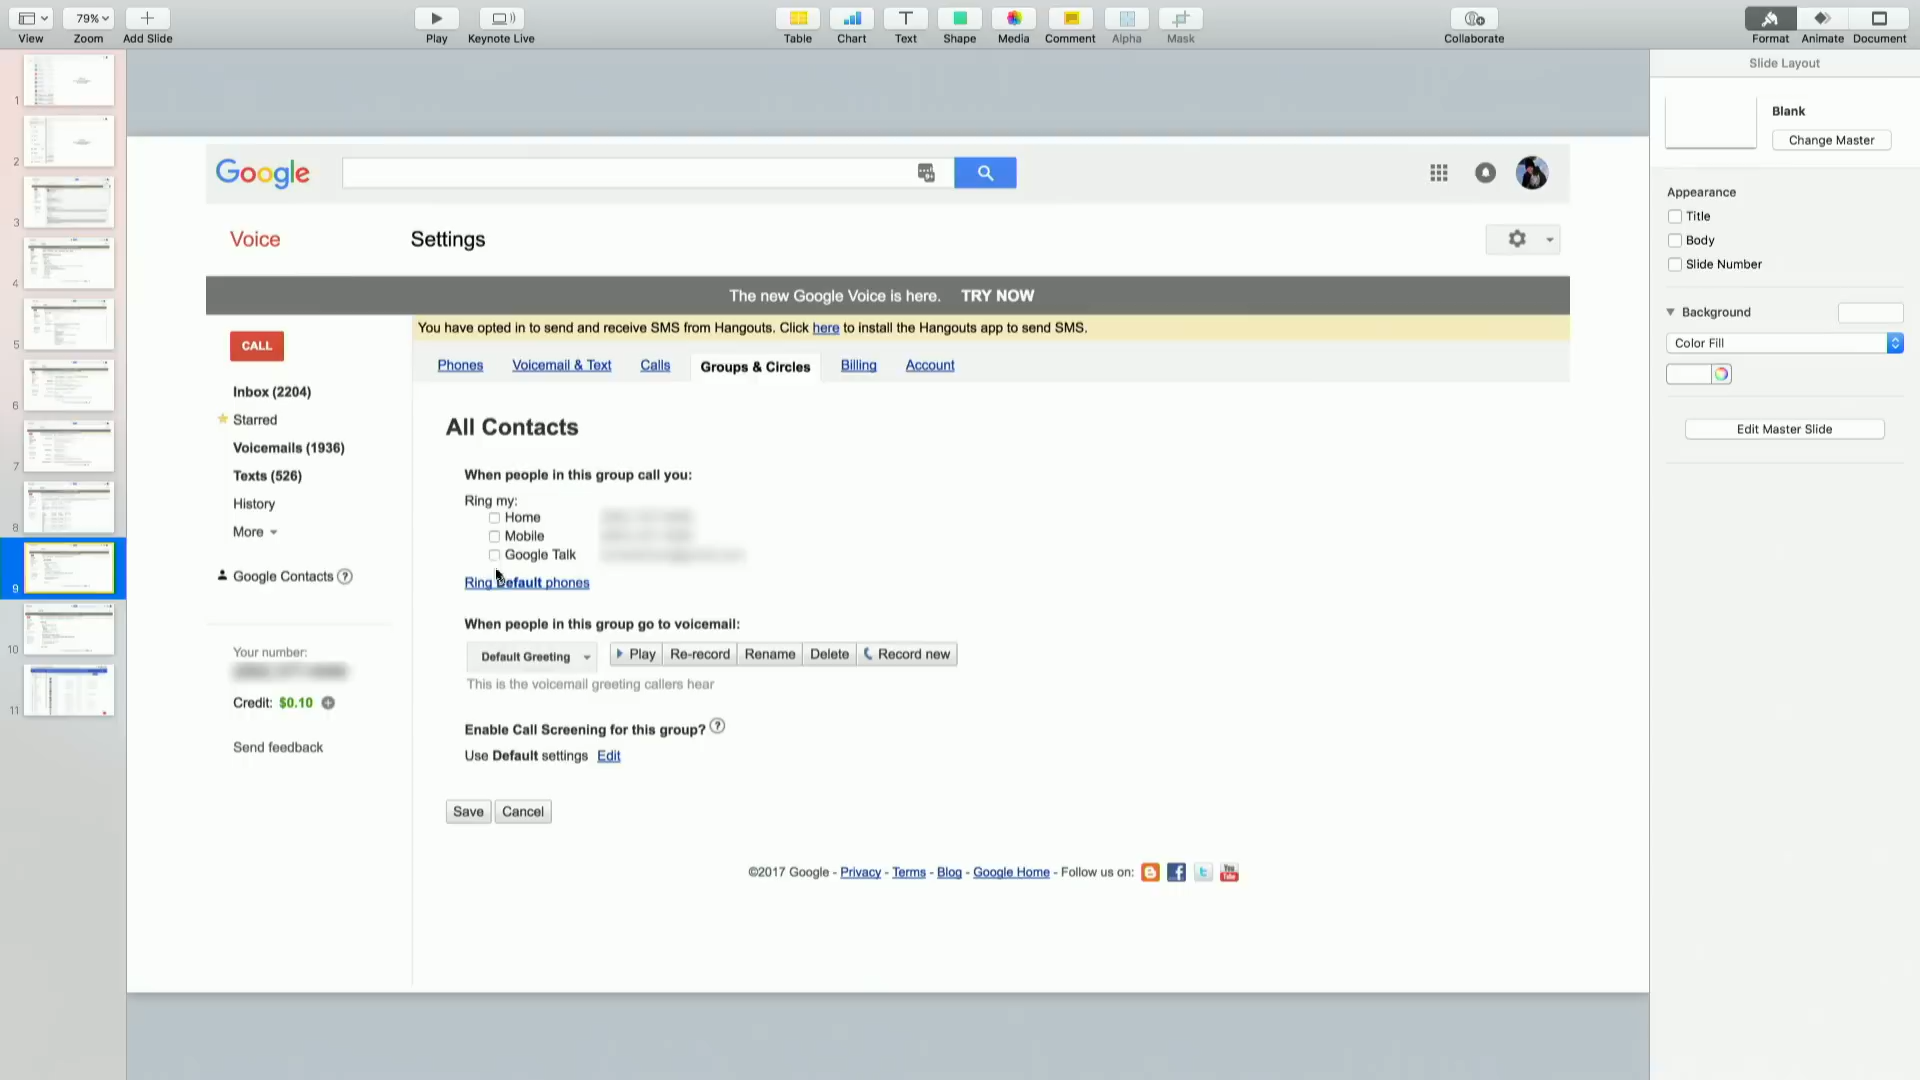 View
79%
Zoom
Add Slide
Play
Keynote Live
Table
Chart
Text
Shape
Media
Comment
Alpha
Mask
Collaborate
Format
Animate
Document
1
2
3
4
5
6
7
8
9
10
11
Google
Voice
Settings
The new Google Voice is here. TRY NOW
You have opted in to send and receive SMS from Hangouts. Click here to install the Hangouts app to send SMS.
CALL
Inbox (2204)
Starred
Voicemails (1936)
Texts (526)
History
More
Google Contacts ?
Your number:
Credit: $0.10
Send feedback
Phones Voicemail & Text Calls Groups & Circles Billing Account
All Contacts
When people in this group call you:
Ring my:
Home
Mobile
Google Talk
Ring Default phones
When people in this group go to voicemail:
Default Greeting Play Re-record Rename Delete Record new
This is the voicemail greeting callers hear
Enable Call Screening for this group? ?
Use Default settings Edit
Save Cancel
©2017 Google - Privacy - Terms - Blog - Google Home - Follow us on:
Slide Layout
Blank
Change Master
Appearance
Title
Body
Slide Number
Background
Color Fill
Edit Master Slide